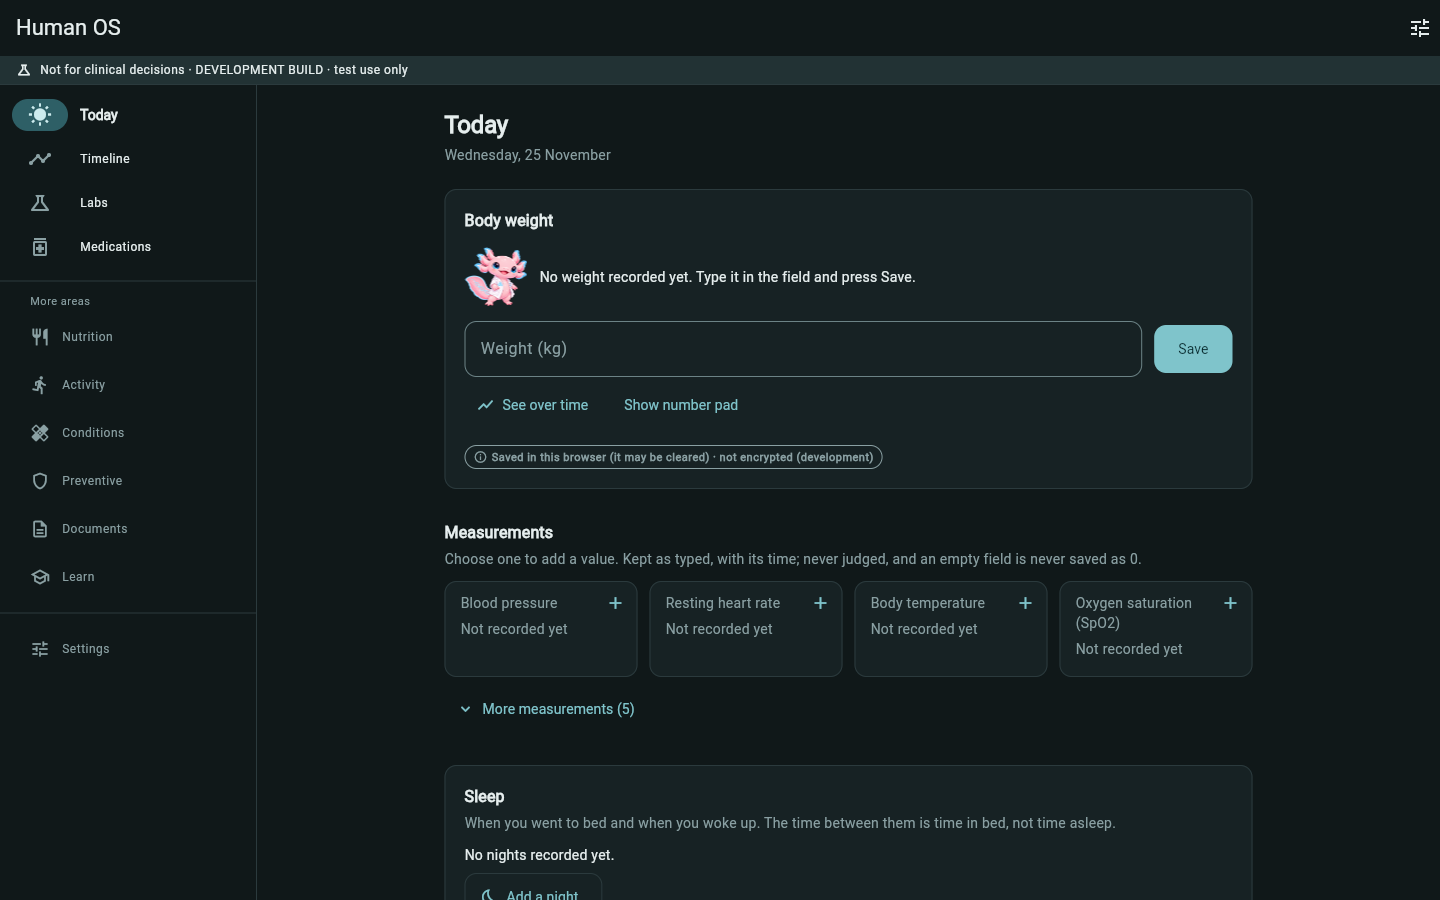 Human OS
Not for clinical decisions · DEVELOPMENT BUILD · test use only
Today
Timeline
Labs
Medications
More areas
Nutrition
Activity
Conditions
Preventive
Documents
Learn
Settings
Today
Wednesday, 25 November
Body weight
No weight recorded yet. Type it in the field and press Save.
Weight (kg)
Save
See over time
Show number pad
Saved in this browser (it may be cleared) · not encrypted (development)
Measurements
Choose one to add a value. Kept as typed, with its time; never judged, and an empty field is never saved as 0.
Blood pressure
Not recorded yet
Resting heart rate
Not recorded yet
Body temperature
Not recorded yet
Oxygen saturation
(SpO2)
Not recorded yet
More measurements (5)
Sleep
When you went to bed and when you woke up. The time between them is time in bed, not time asleep.
No nights recorded yet.
Add a night